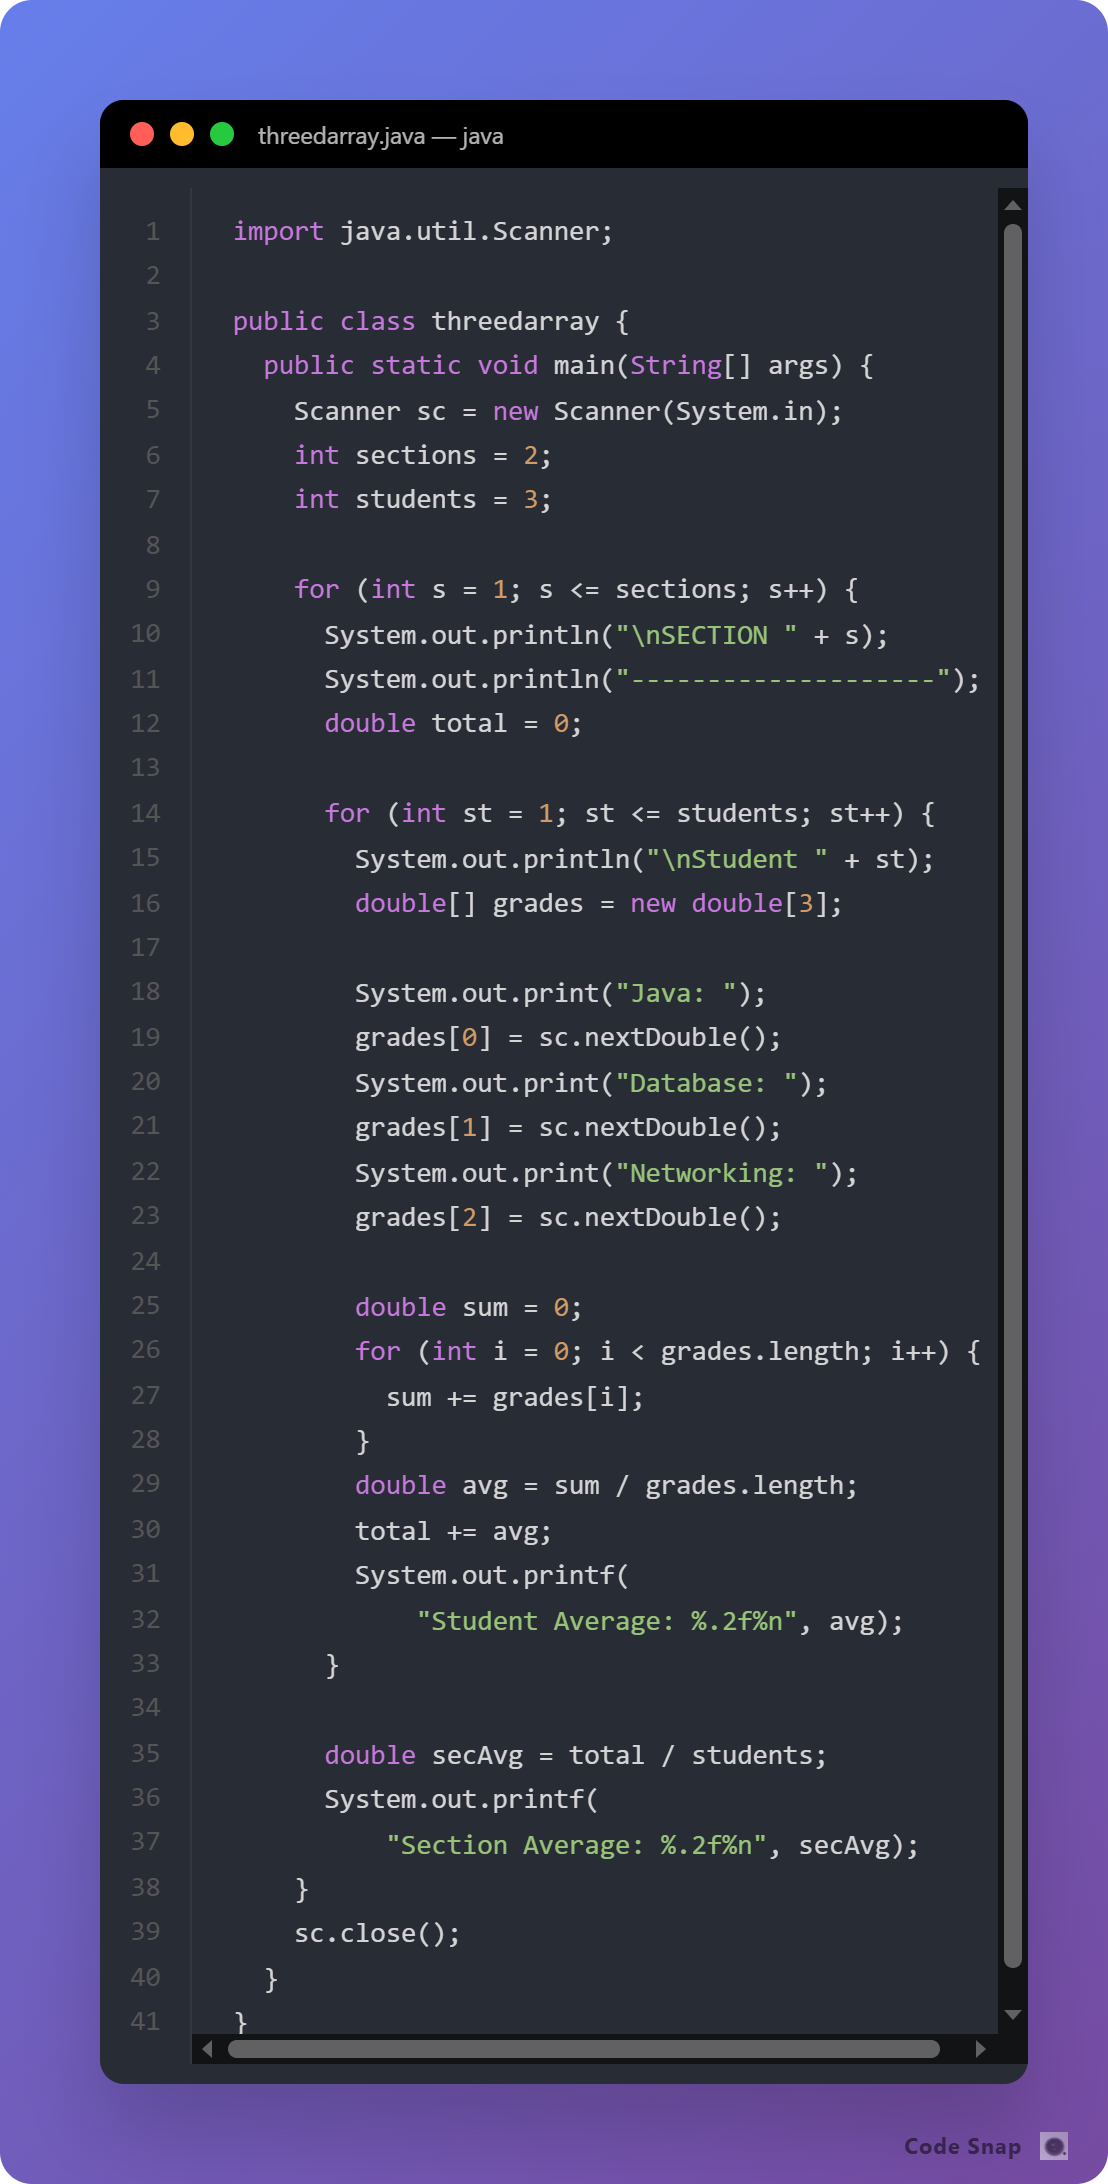 threedarray.java — java
1 import java.util.Scanner;
2
3 public class threedarray {
4   public static void main(String[] args) {
5     Scanner sc = new Scanner(System.in);
6     int sections = 2;
7     int students = 3;
8
9     for (int s = 1; s <= sections; s++) {
10       System.out.println("\nSECTION " + s);
11       System.out.println("--------------------");
12       double total = 0;
13
14       for (int st = 1; st <= students; st++) {
15         System.out.println("\nStudent " + st);
16         double[] grades = new double[3];
17
18         System.out.print("Java: ");
19         grades[0] = sc.nextDouble();
20         System.out.print("Database: ");
21         grades[1] = sc.nextDouble();
22         System.out.print("Networking: ");
23         grades[2] = sc.nextDouble();
24
25         double sum = 0;
26         for (int i = 0; i < grades.length; i++) {
27           sum += grades[i];
28         }
29         double avg = sum / grades.length;
30         total += avg;
31         System.out.printf(
32             "Student Average: %.2f%n", avg);
33       }
34
35       double secAvg = total / students;
36       System.out.printf(
37           "Section Average: %.2f%n", secAvg);
38     }
39     sc.close();
40   }
41 }
Code Snap